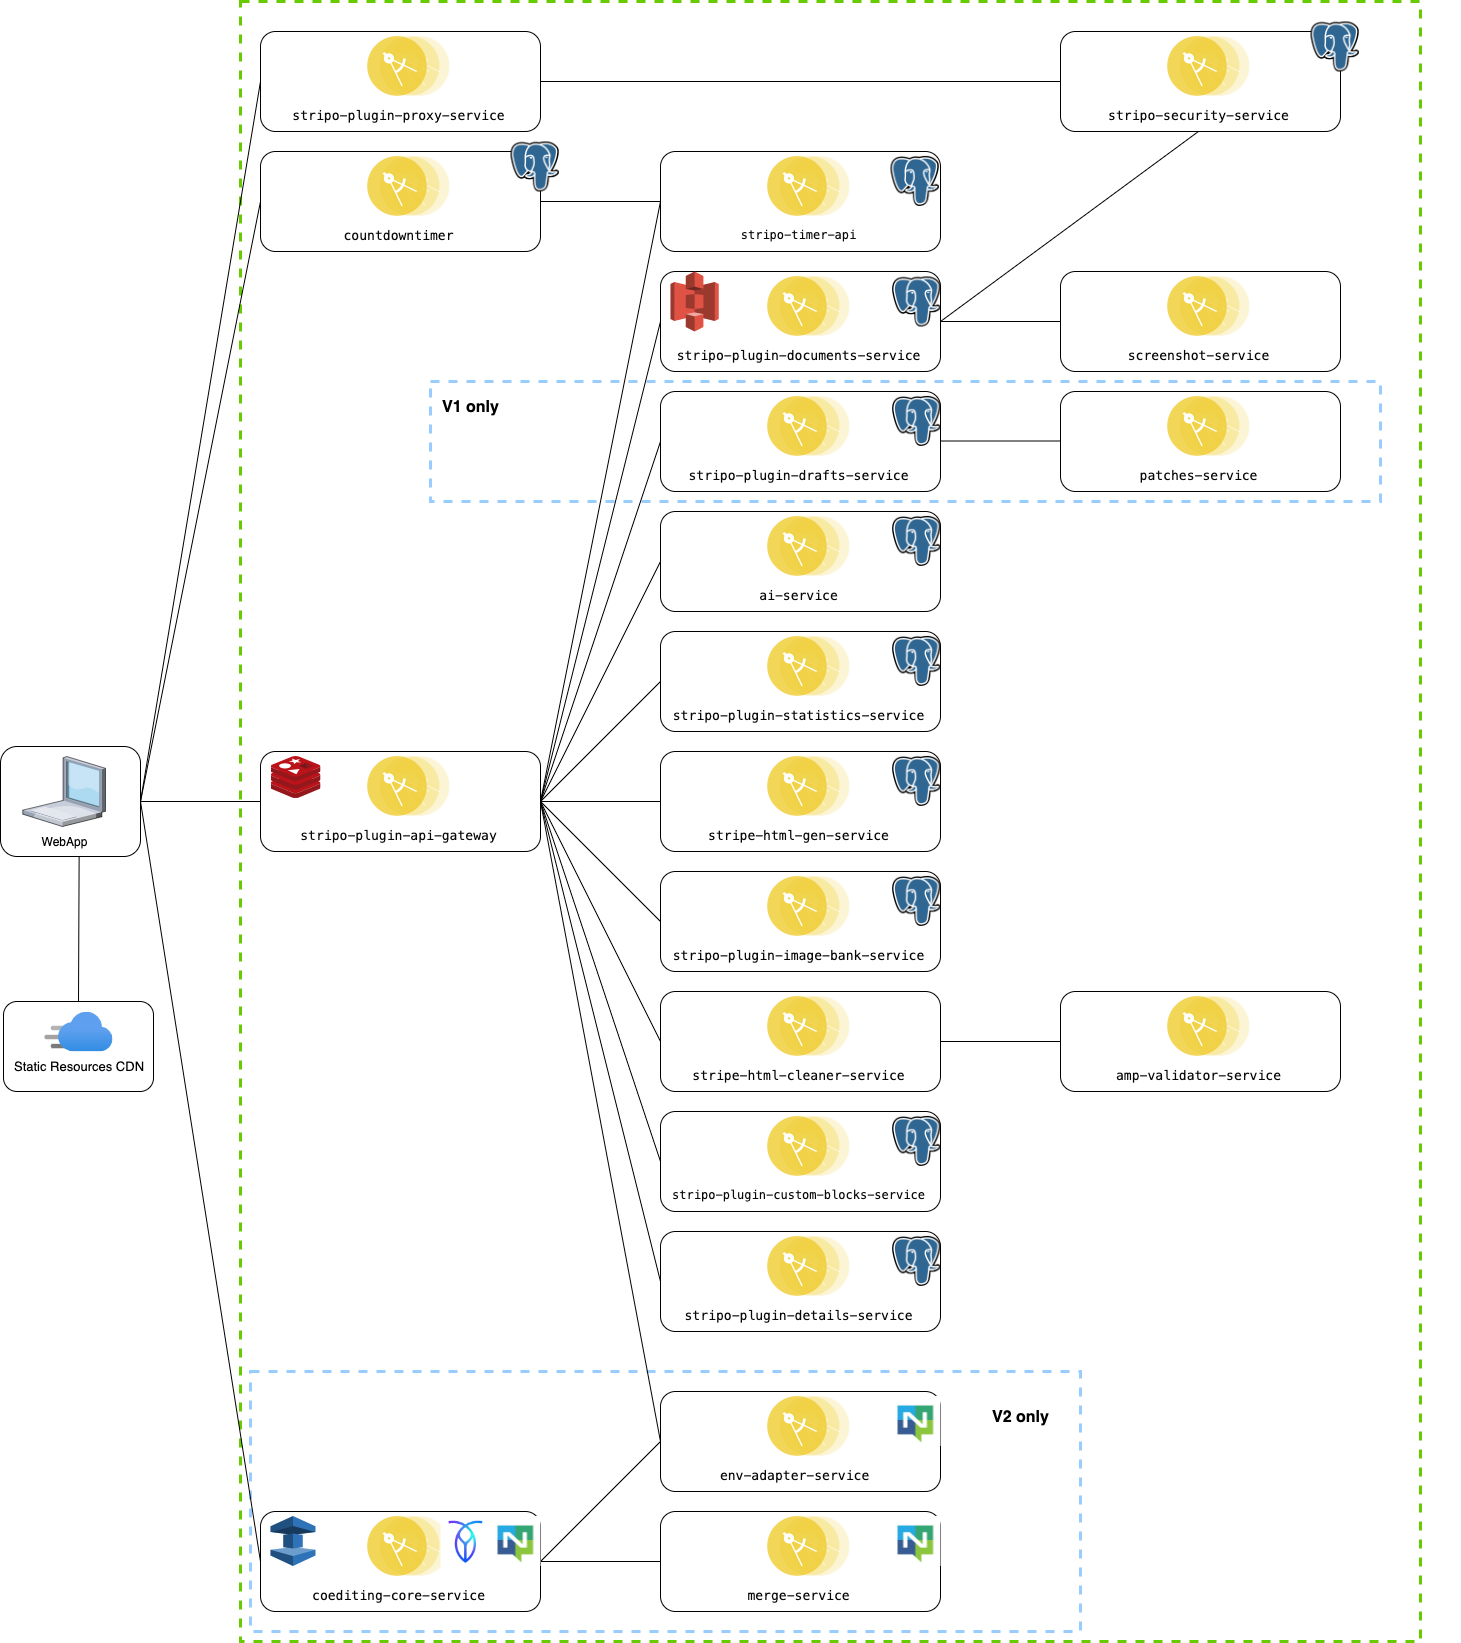 stripo-plugin-proxy-service
stripo-security-service
countdowntimer
stripo-timer-api
stripo-plugin-documents-service
screenshot-service
V1 only
stripo-plugin-drafts-service
patches-service
ai-service
stripo-plugin-statistics-service
WebApp
stripo-plugin-api-gateway
stripe-html-gen-service
stripo-plugin-image-bank-service
Static Resources CDN
stripe-html-cleaner-service
amp-validator-service
stripo-plugin-custom-blocks-service
stripo-plugin-details-service
V2 only
env-adapter-service
coediting-core-service
merge-service